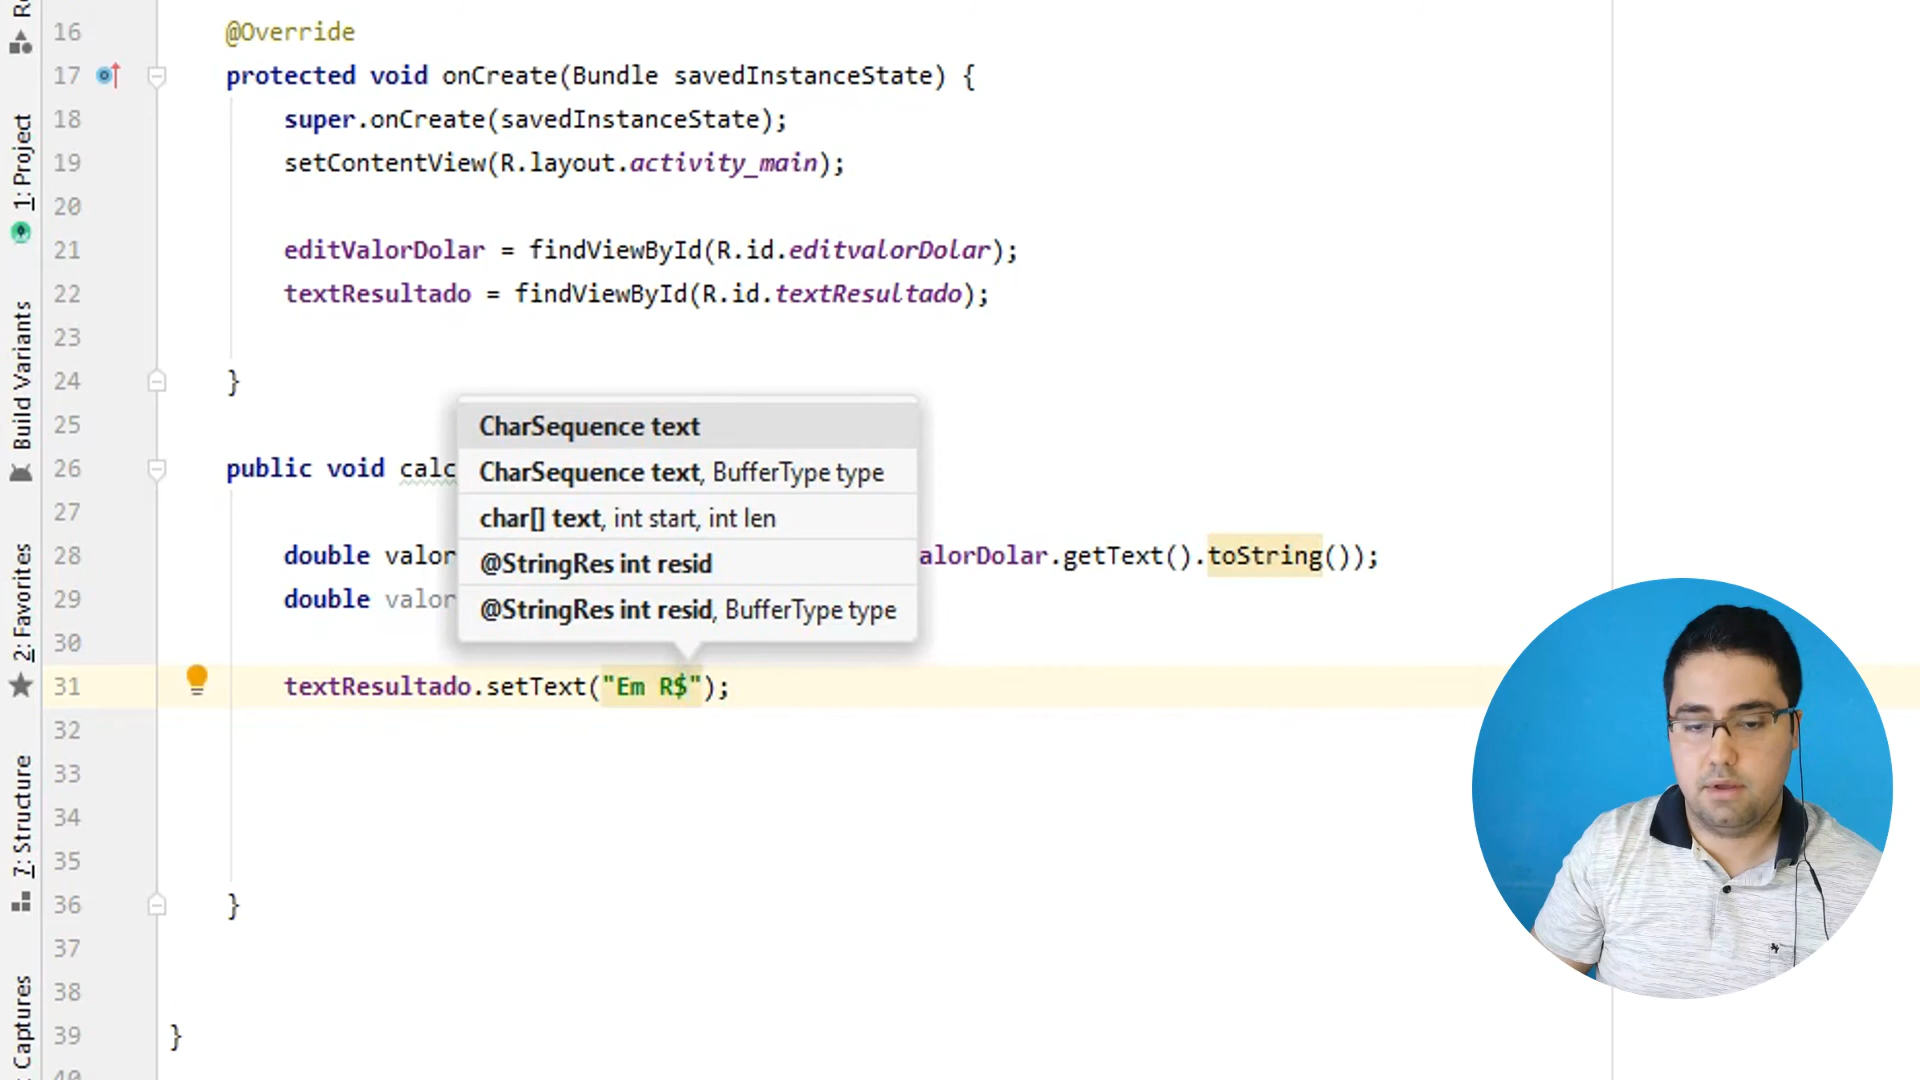 16 @Override
17 protected void onCreate(Bundle savedInstanceState) {
18 super.onCreate(savedInstanceState);
19 setContentView(R.layout.activity_main);
20
21 editValorDolar = findViewById(R.id.editvalorDolar);
22 textResultado = findViewById(R.id.textResultado);
23
24 }
25
26 public void calc
27
28 double valor alorDolar.getText().toString());
29 double valor
30
31 textResultado.setText("Em R$");
32
33
34
35
36 }
37
38
39 }
40
CharSequence text
CharSequence text, BufferType type
char[] text, int start, int len
@StringRes int resid
@StringRes int resid, BufferType type
1: Project
Build Variants
2: Favorites
7: Structure
Captures